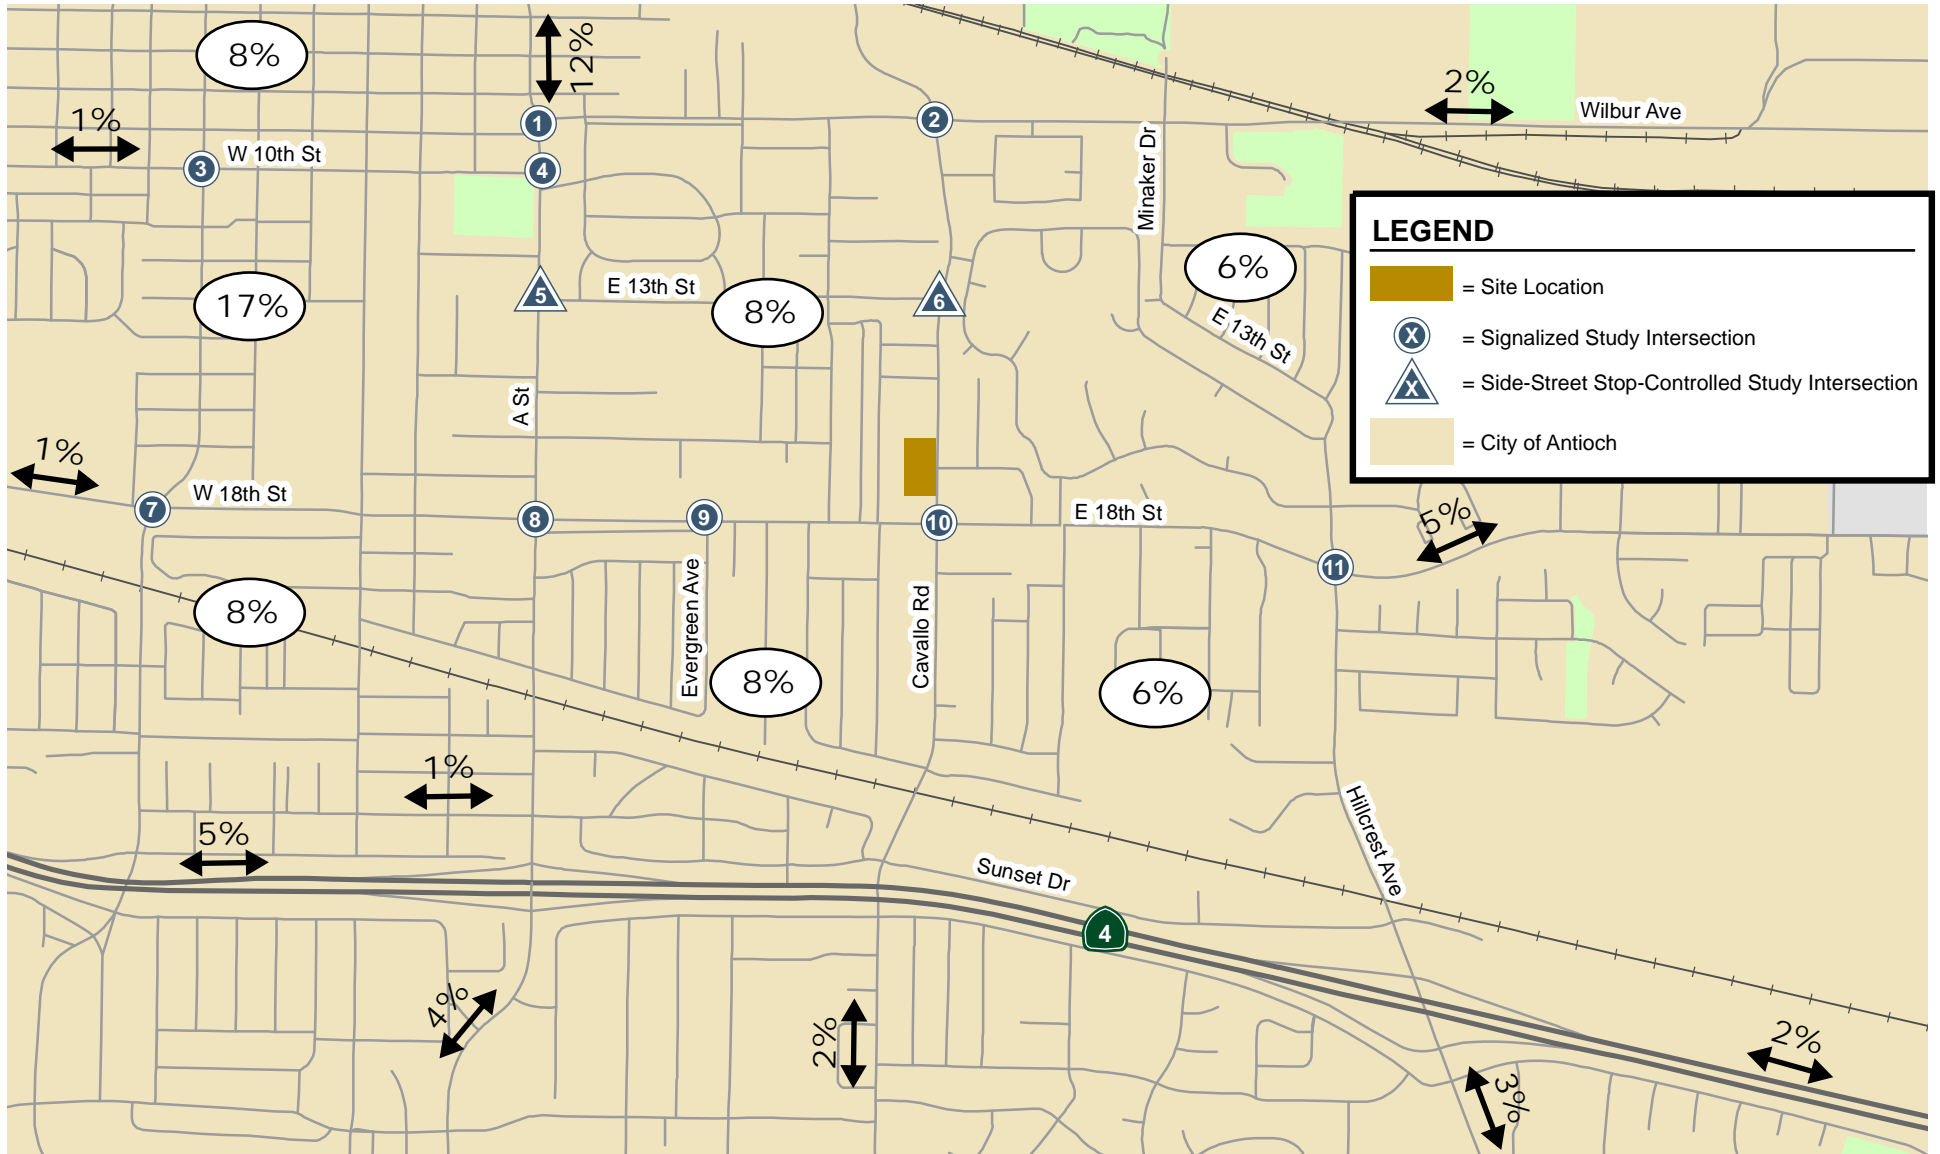 8%
12%
2%
Wilbur Ave
1%
1
2
W 10th St
3
4
Minaker Dr
LEGEND
= Site Location
X = Signalized Study Intersection
X = Side-Street Stop-Controlled Study Intersection
= City of Antioch
6%
E 13th St
5
E 13th St
6
17%
8%
A St
1%
W 18th St
7
8
9
10
E 18th St
5%
11
Evergreen Ave
Cavallo Rd
8%
8%
6%
1%
5%
Hillcrest Ave
Sunset Dr
4
4%
2%
2%
3%